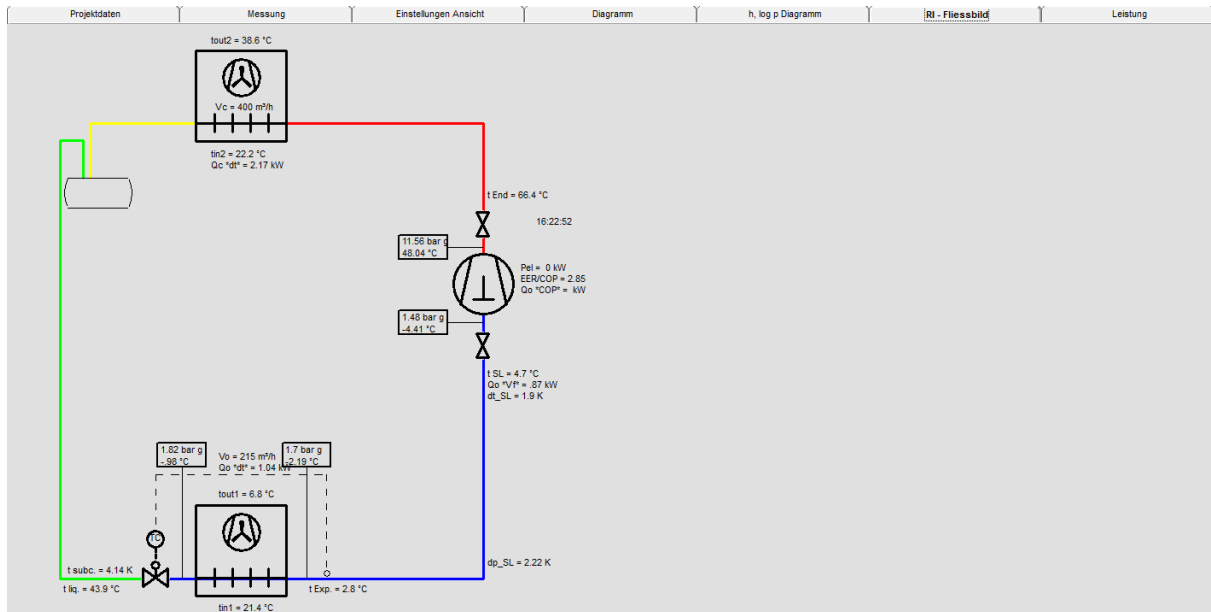 Projektdaten
Messung
Einstellungen Ansicht
Diagramm
h, log p Diagramm
RI - Fliessbild
Leistung
tout2 = 38.6 °C
Vc = 400 m³/h
tin2 = 22.2 °C
Qc "dt" = 2.17 kW
t End = 66.4 °C
16:22:52
11.56 bar g
48.04 °C
Pel = 0 kW
EER/COP = 2.85
Qo "COP" = kW
1.48 bar g
-4.41 °C
t SL = 4.7 °C
Qo "Vf" = .87 kW
dt_SL = 1.9 K
1.82 bar g
-.98 °C
Vo = 215 m³/h
Qo "dt" = 1.04 kW
1.7 bar g
-2.19 °C
tout1 = 6.8 °C
TC
t subc. = 4.14 K
t liq. = 43.9 °C
dp_SL = 2.22 K
t Exp. = 2.8 °C
tin1 = 21.4 °C